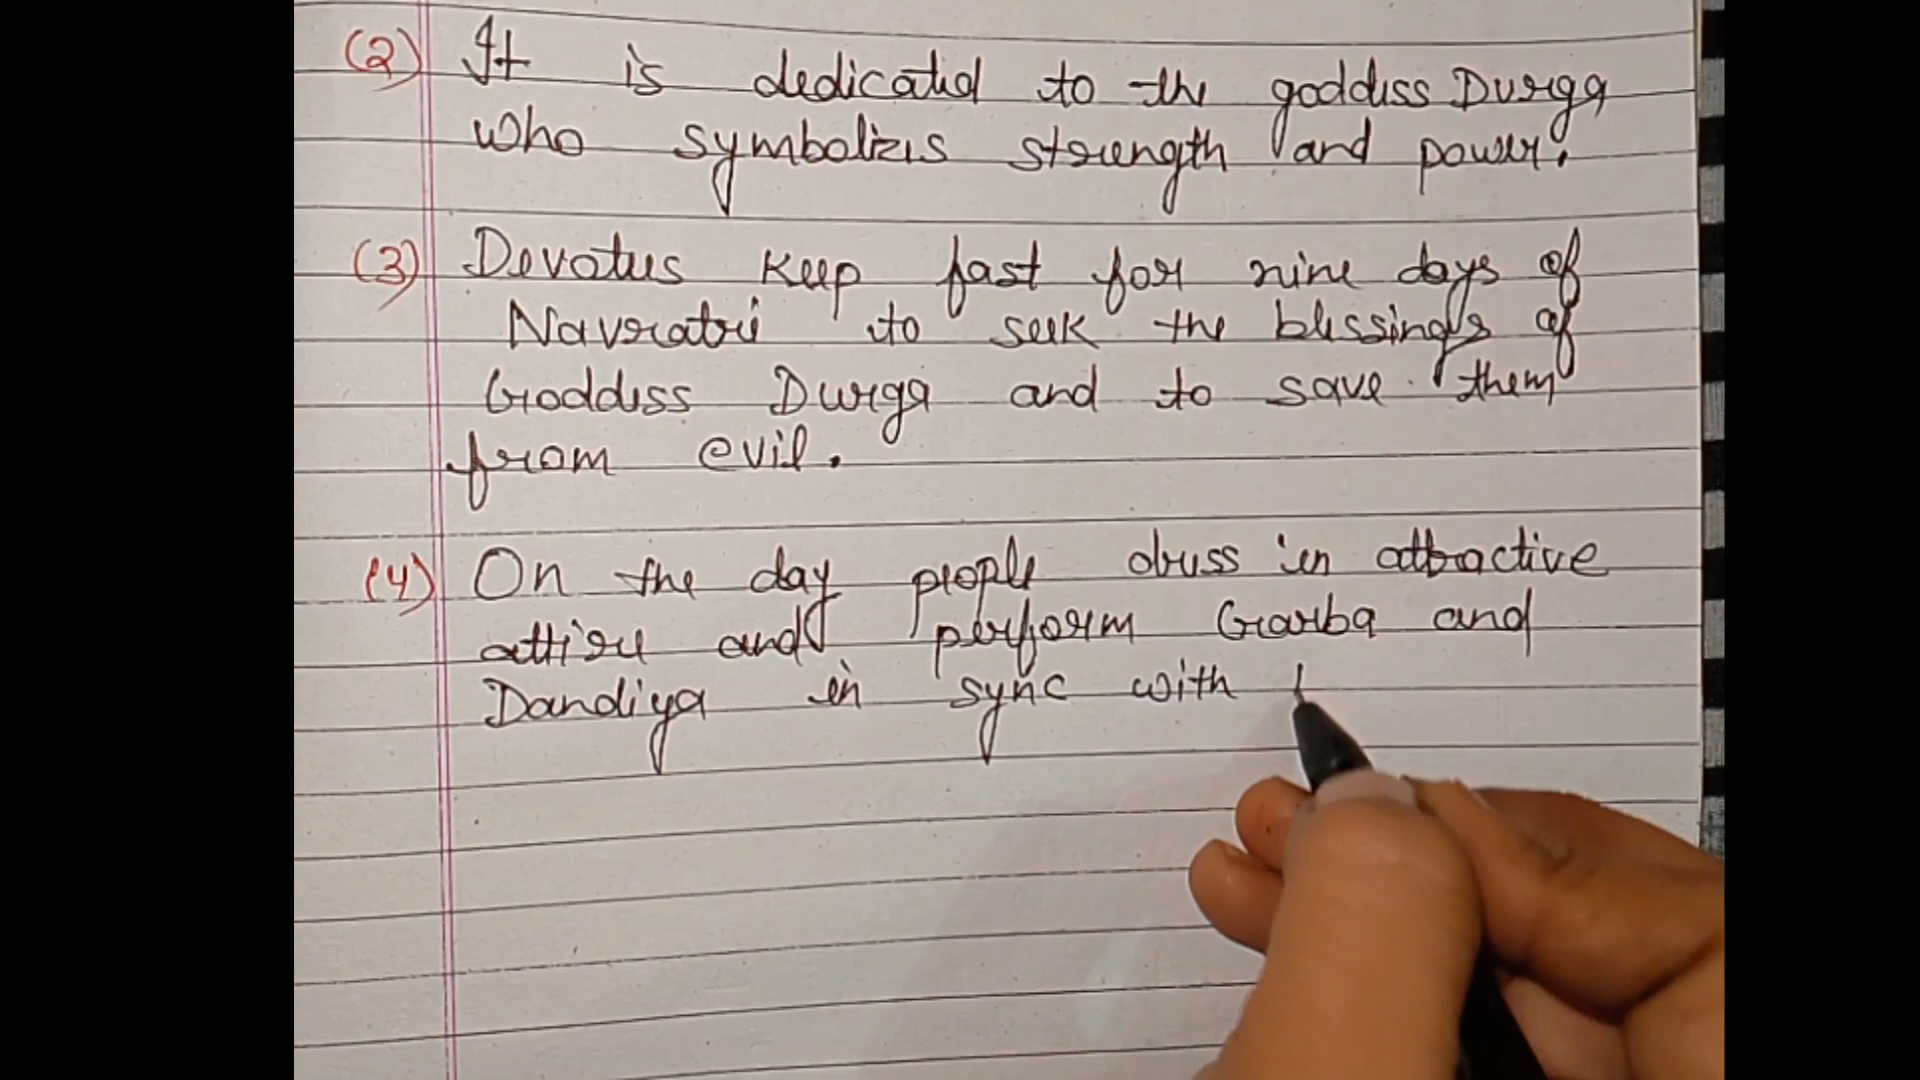 (2) It is dedicated to the goddess Durga
who symbolizes strength and power.
(3) Devotees keep fast for nine days of
Navratri to seek the blessings of
Goddess Durga and to save them
from evil.
(4) On the day people dress in attractive
attire and perform Garba and
Dandiya in sync with